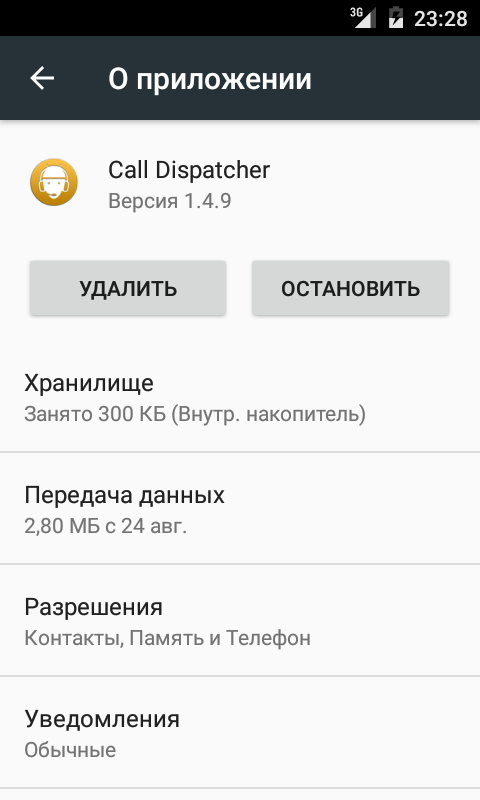 3G 23:28
О приложении
Call Dispatcher
Версия 1.4.9
УДАЛИТЬ ОСТАНОВИТЬ
Хранилище
Занято 300 КБ (Внутр. накопитель)
Передача данных
2,80 МБ с 24 авг.
Разрешения
Контакты, Память и Телефон
Уведомления
Обычные